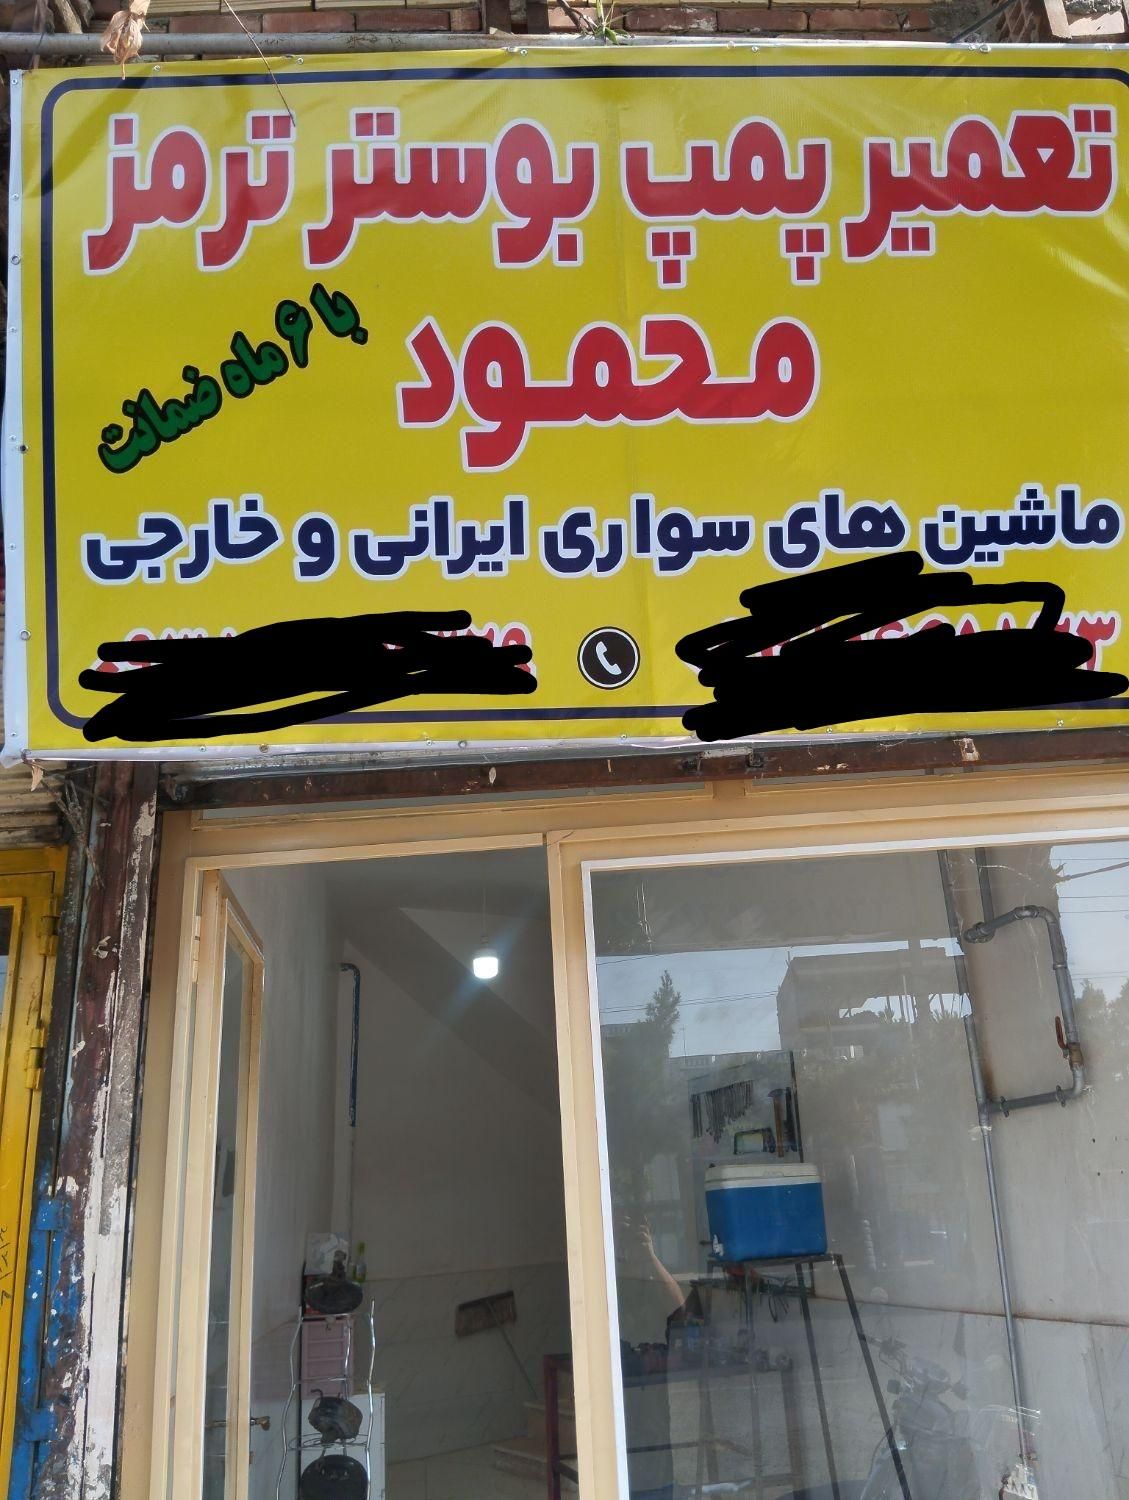 تعمیر پمپ بوستر ترمز
محمود
با ۶ ماه ضمانت
ماشین های سواری ایرانی و خارجی